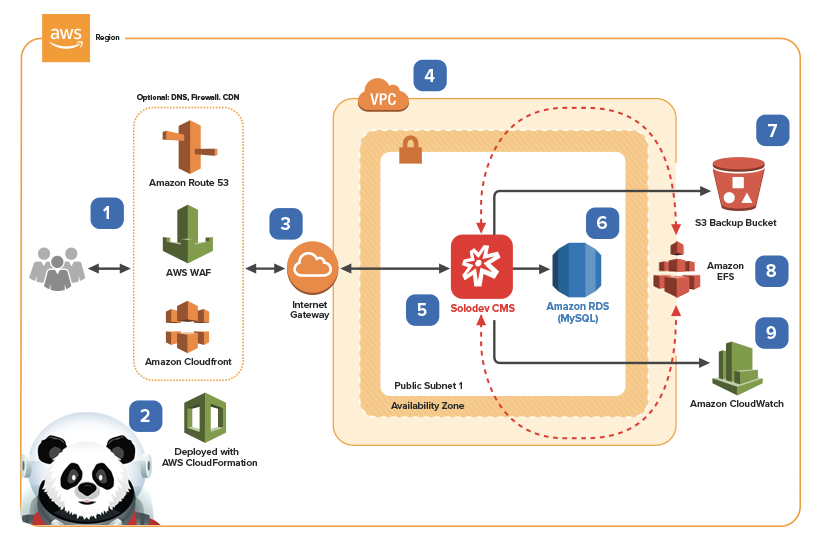 aws
Region
Optional: DNS, Firewall. CDN
Amazon Route 53
AWS WAF
Amazon Cloudfront
1
2
Deployed with
AWS CloudFormation
3
Internet
Gateway
4
VPC
5
Solodev CMS
6
Amazon RDS
(MySQL)
Public Subnet 1
Availability Zone
7
S3 Backup Bucket
Amazon
EFS
8
9
Amazon CloudWatch